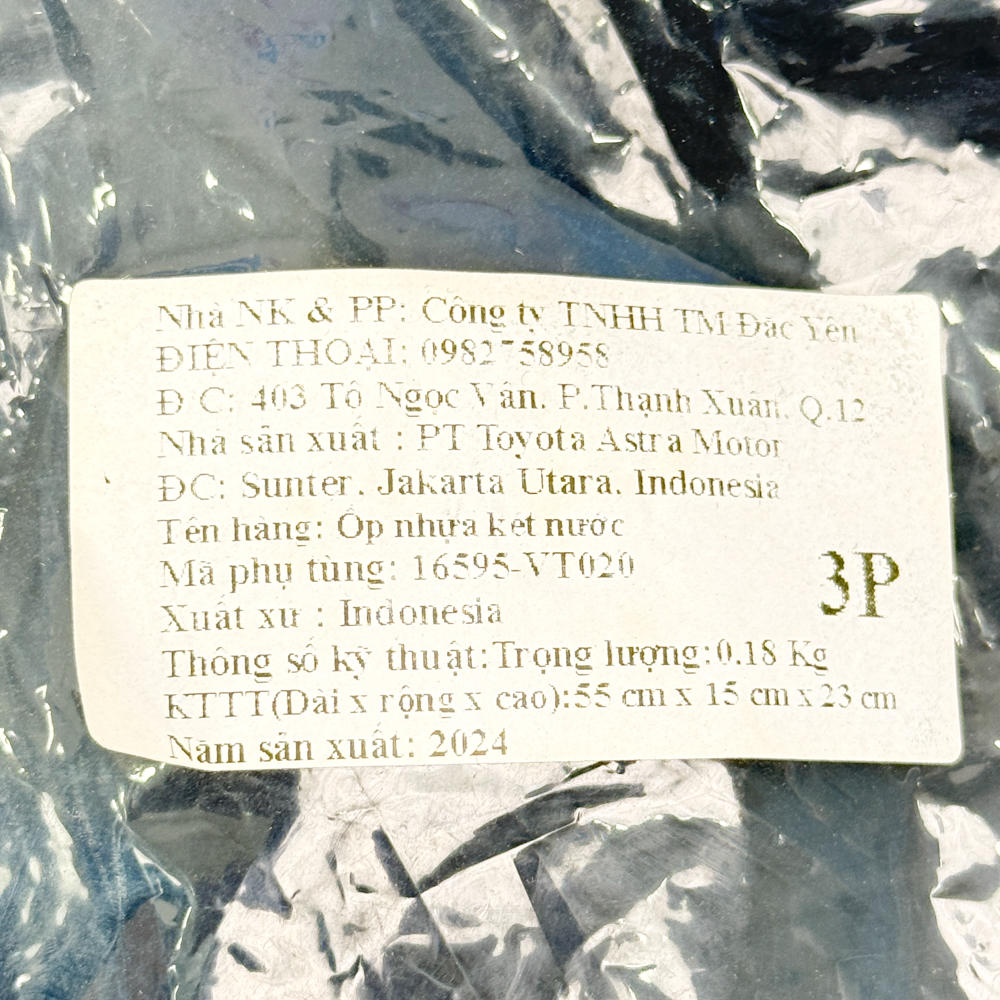 Nhà NK & PP: Công ty TNHH TM Đắc Yên
ĐIỆN THOẠI: 0982758958
ĐC: 403 Tô Ngọc Vân. P.Thạnh Xuân. Q.12
Nhà sản xuất : PT Toyota Astra Motor
ĐC: Sunter. Jakarta Utara. Indonesia
Tên hàng: Ốp nhựa két nước
Mã phụ tùng: 16595-VT020
3P
Xuất xứ : Indonesia
Thông số kỹ thuật:Trọng lượng:0.18 Kg
KTTT(Dài x rộng x cao):55 cm x 15 cm x 23 cm
Năm sản xuất: 2024